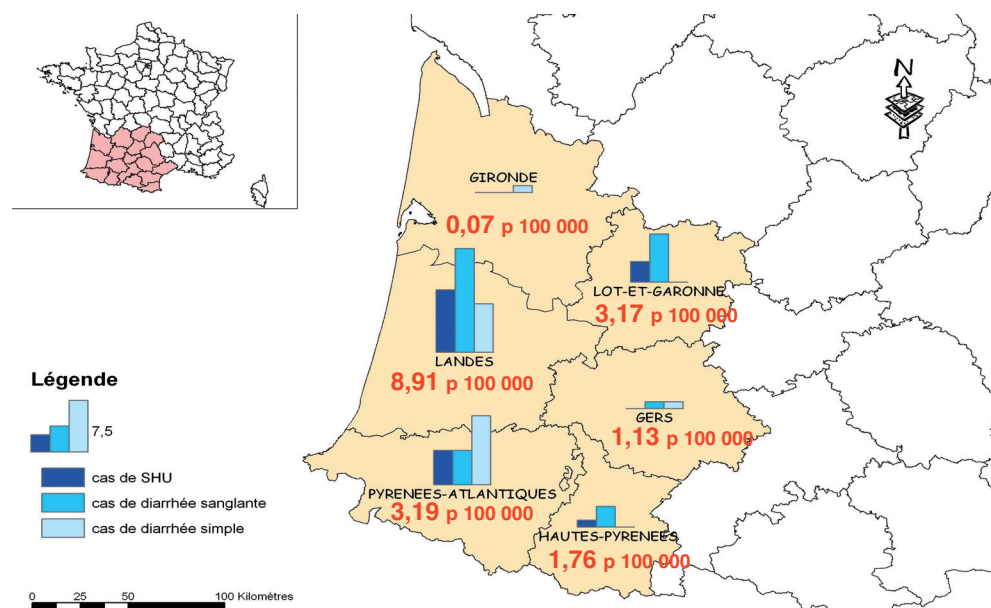 N
GIRONDE
0,07 p 100 000
LOT-ET-GARONNE
3,17 p 100 000
LANDES
8,91 p 100 000
GERS
1,13 p 100 000
PYRENEES-ATLANTIQUES
3,19 p 100 000
HAUTES-PYRENEES
1,76 p 100 000
Légende
7,5
cas de SHU
cas de diarrhée sanglante
cas de diarrhée simple
0 25 50 100 Kilomètres